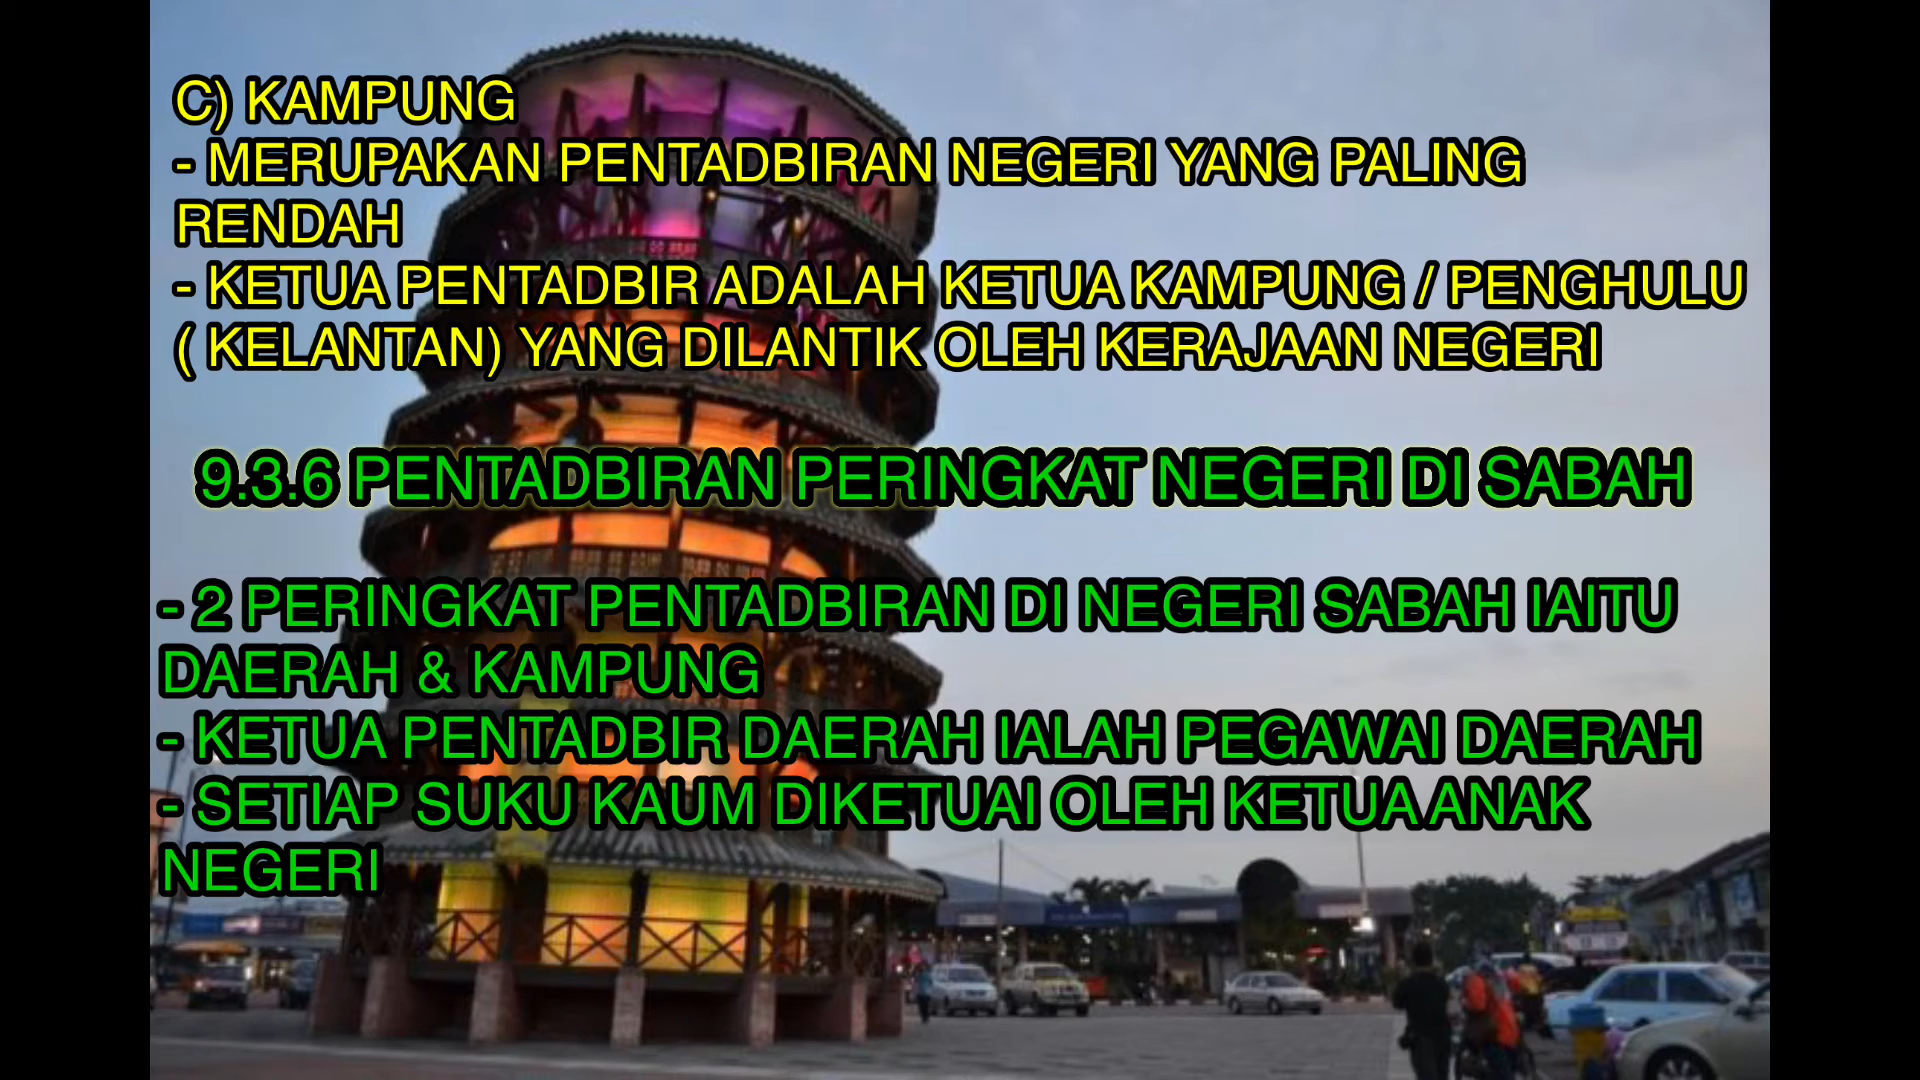 C) KAMPUNG
- MERUPAKAN PENTADBIRAN NEGERI YANG PALING
RENDAH
- KETUA PENTADBIR ADALAH KETUA KAMPUNG / PENGHULU
( KELANTAN) YANG DILANTIK OLEH KERAJAAN NEGERI
9.3.6 PENTADBIRAN PERINGKAT NEGERI DI SABAH
- 2 PERINGKAT PENTADBIRAN DI NEGERI SABAH IAITU
DAERAH & KAMPUNG
- KETUA PENTADBIR DAERAH IALAH PEGAWAI DAERAH
- SETIAP SUKU KAUM DIKETUAI OLEH KETUA ANAK
NEGERI